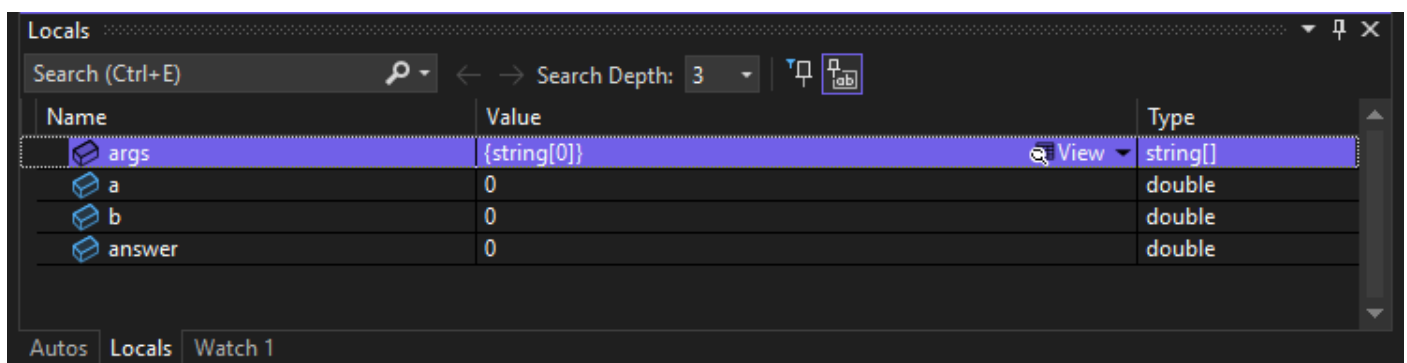 Locals
Search (Ctrl+E) Search Depth: 3 ab
Name Value Type
args {string[0]} View string[]
a 0 double
b 0 double
answer 0 double
Autos Locals Watch 1